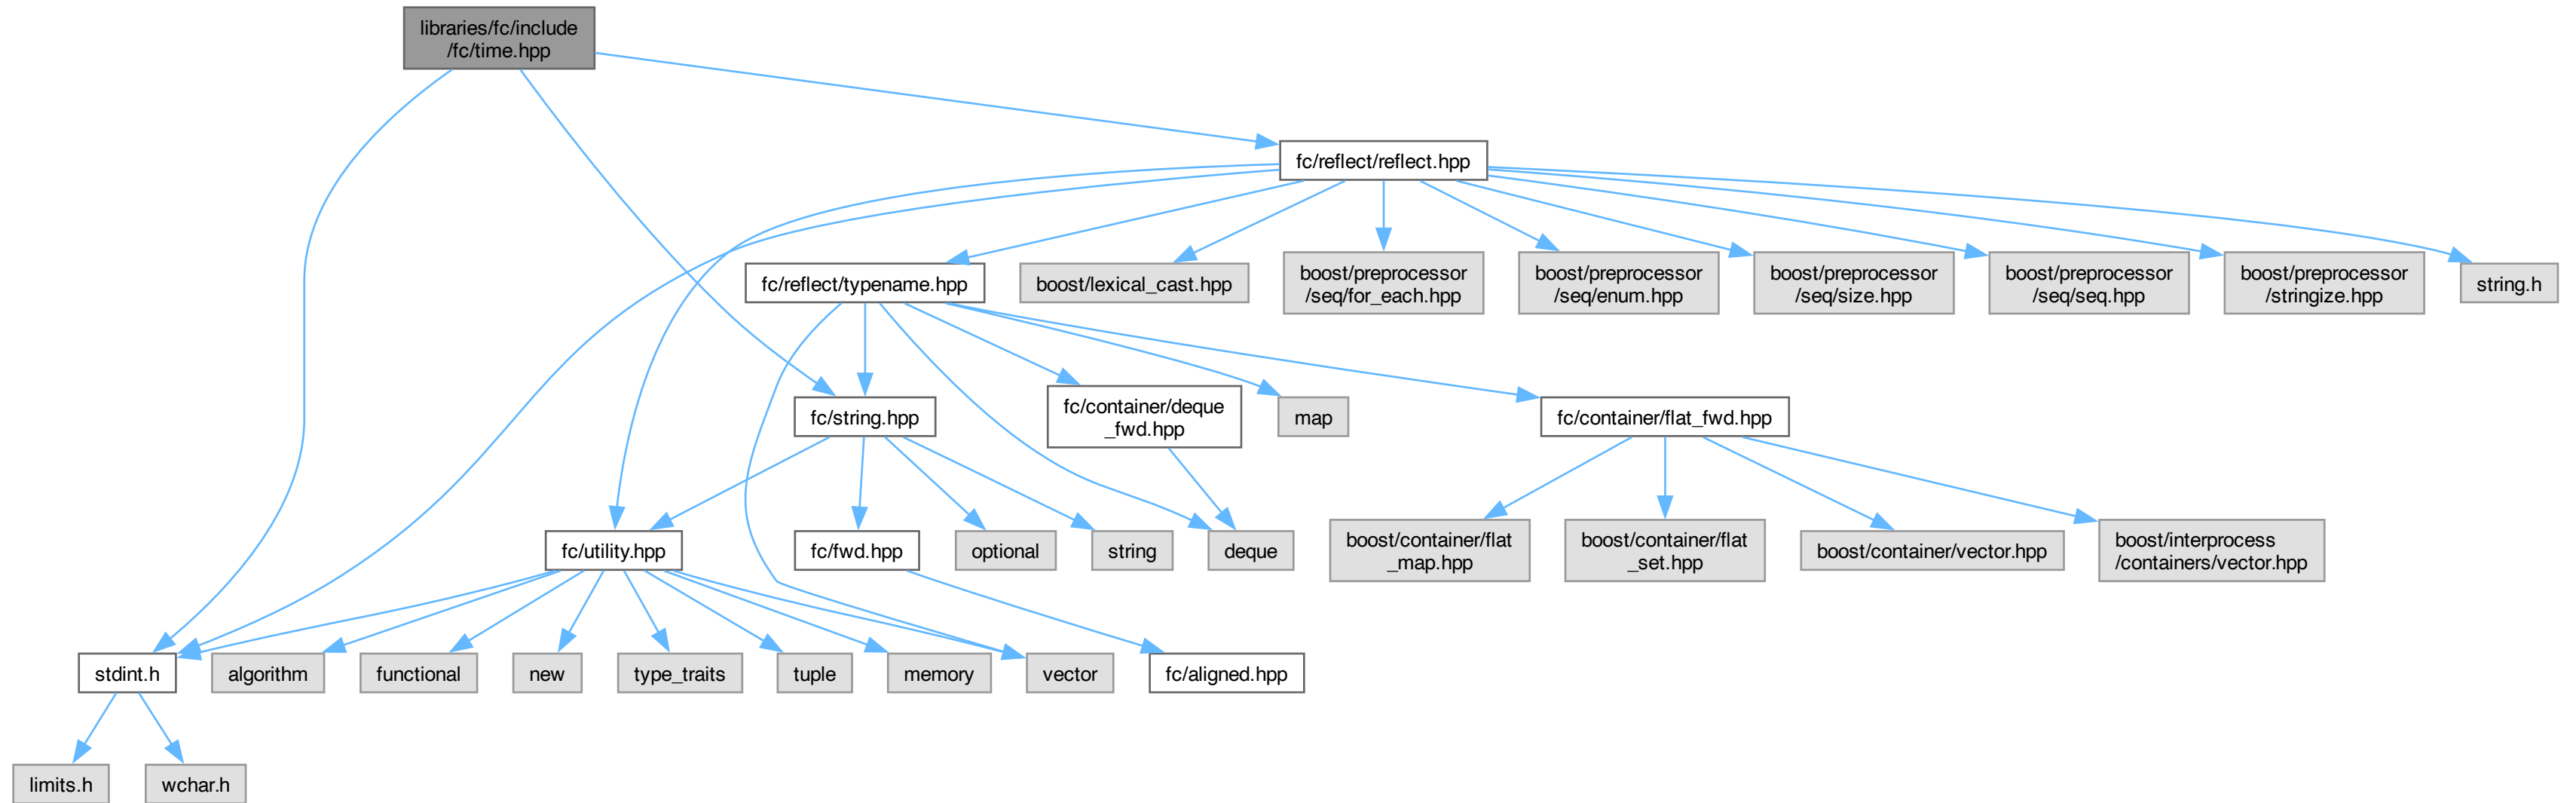 libraries/fc/include
/fc/time.hpp
fc/reflect/reflect.hpp
fc/reflect/typename.hpp
boost/lexical_cast.hpp
boost/preprocessor
/seq/for_each.hpp
boost/preprocessor
/seq/enum.hpp
boost/preprocessor
/seq/size.hpp
boost/preprocessor
/seq/seq.hpp
boost/preprocessor
/stringize.hpp
string.h
fc/string.hpp
fc/container/deque
_fwd.hpp
map
fc/container/flat_fwd.hpp
fc/utility.hpp
fc/fwd.hpp
optional
string
deque
boost/container/flat
_map.hpp
boost/container/flat
_set.hpp
boost/container/vector.hpp
boost/interprocess
/containers/vector.hpp
stdint.h
algorithm
functional
new
type_traits
tuple
memory
vector
fc/aligned.hpp
limits.h
wchar.h